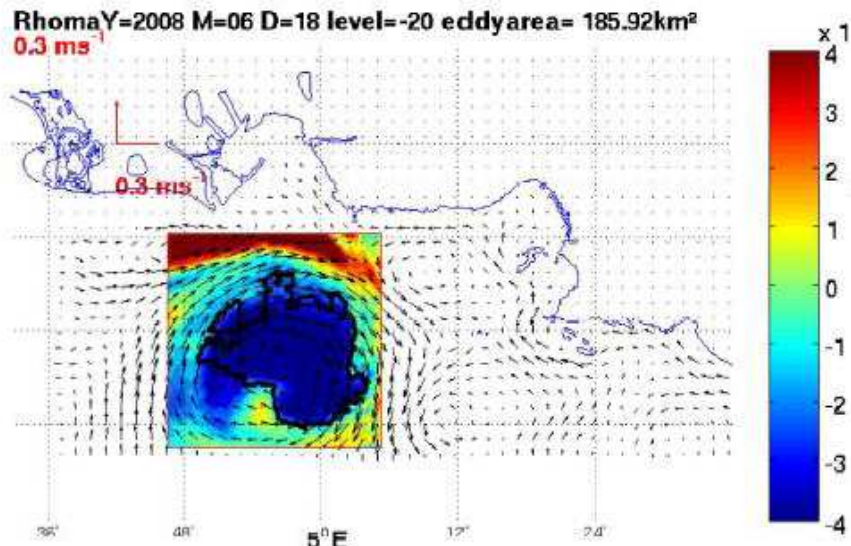 RhomaY=2008 M=06 D=18 level=-20 eddyarea= 185.92km²
0.3 ms⁻¹
x 1
4
3
2
1
0
-1
-2
-3
-4
0.3 ms⁻¹
36' 48' 0' 12' 24'
5° E